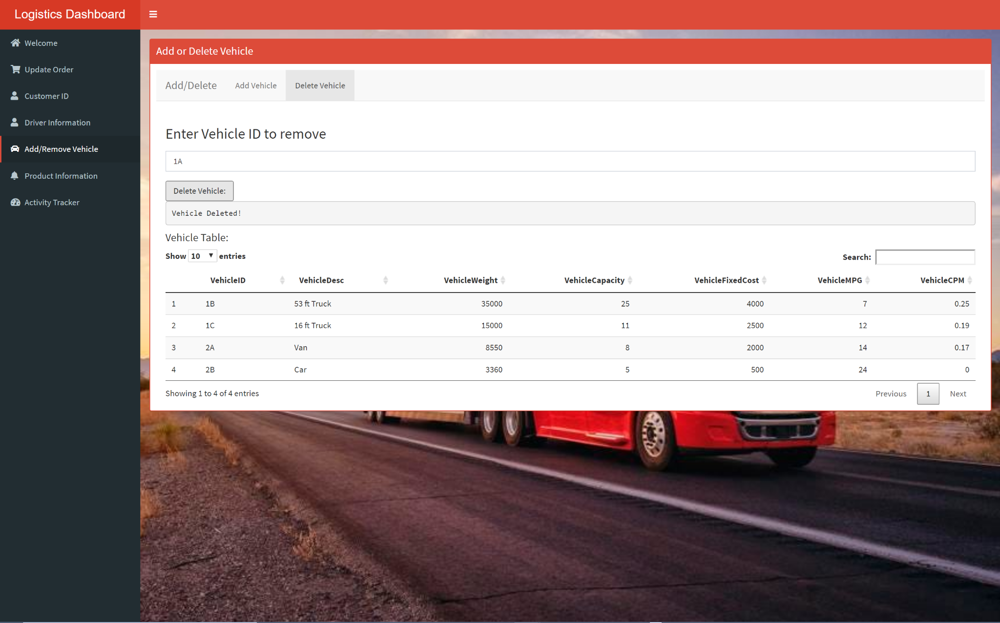 Logistics Dashboard
Welcome
Update Order
Customer ID
Driver Information
Add/Remove Vehicle
Product Information
Activity Tracker
Add or Delete Vehicle
Add/Delete Add Vehicle Delete Vehicle
Enter Vehicle ID to remove
1A
Delete Vehicle:
Vehicle Deleted!
Vehicle Table:
Show 10 entries Search:
VehicleID VehicleDesc VehicleWeight VehicleCapacity VehicleFixedCost VehicleMPG VehicleCPM
1 1B 53 ft Truck 35000 25 4000 7 0.25
2 1C 16 ft Truck 15000 11 2500 12 0.19
3 2A Van 8550 8 2000 14 0.17
4 2B Car 3360 5 500 24 0
Showing 1 to 4 of 4 entries Previous 1 Next